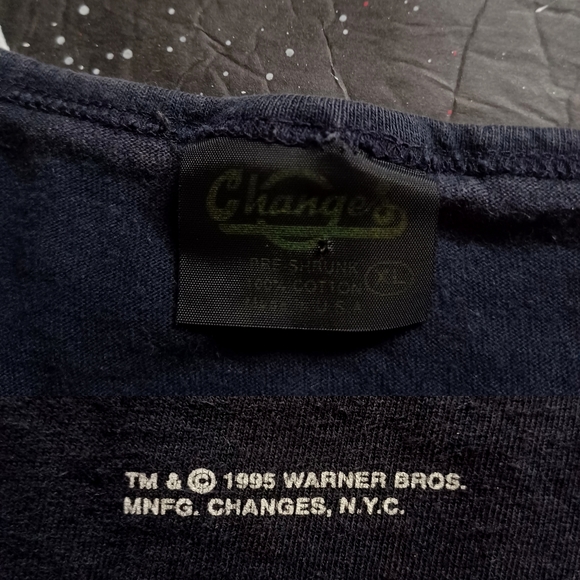 Changes
PRE-SHRUNK
100% COTTON XL
U.S.A.
TM & © 1995 WARNER BROS.
MNFG. CHANGES, N.Y.C.